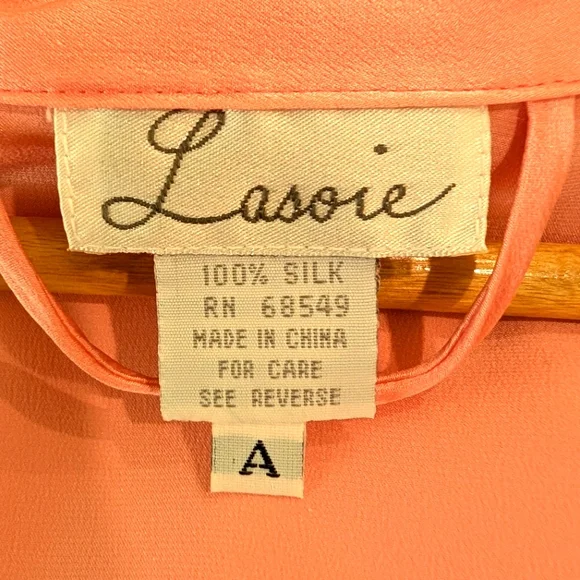 Lasoie
100% SILK
RN 68549
MADE IN CHINA
FOR CARE
SEE REVERSE
A